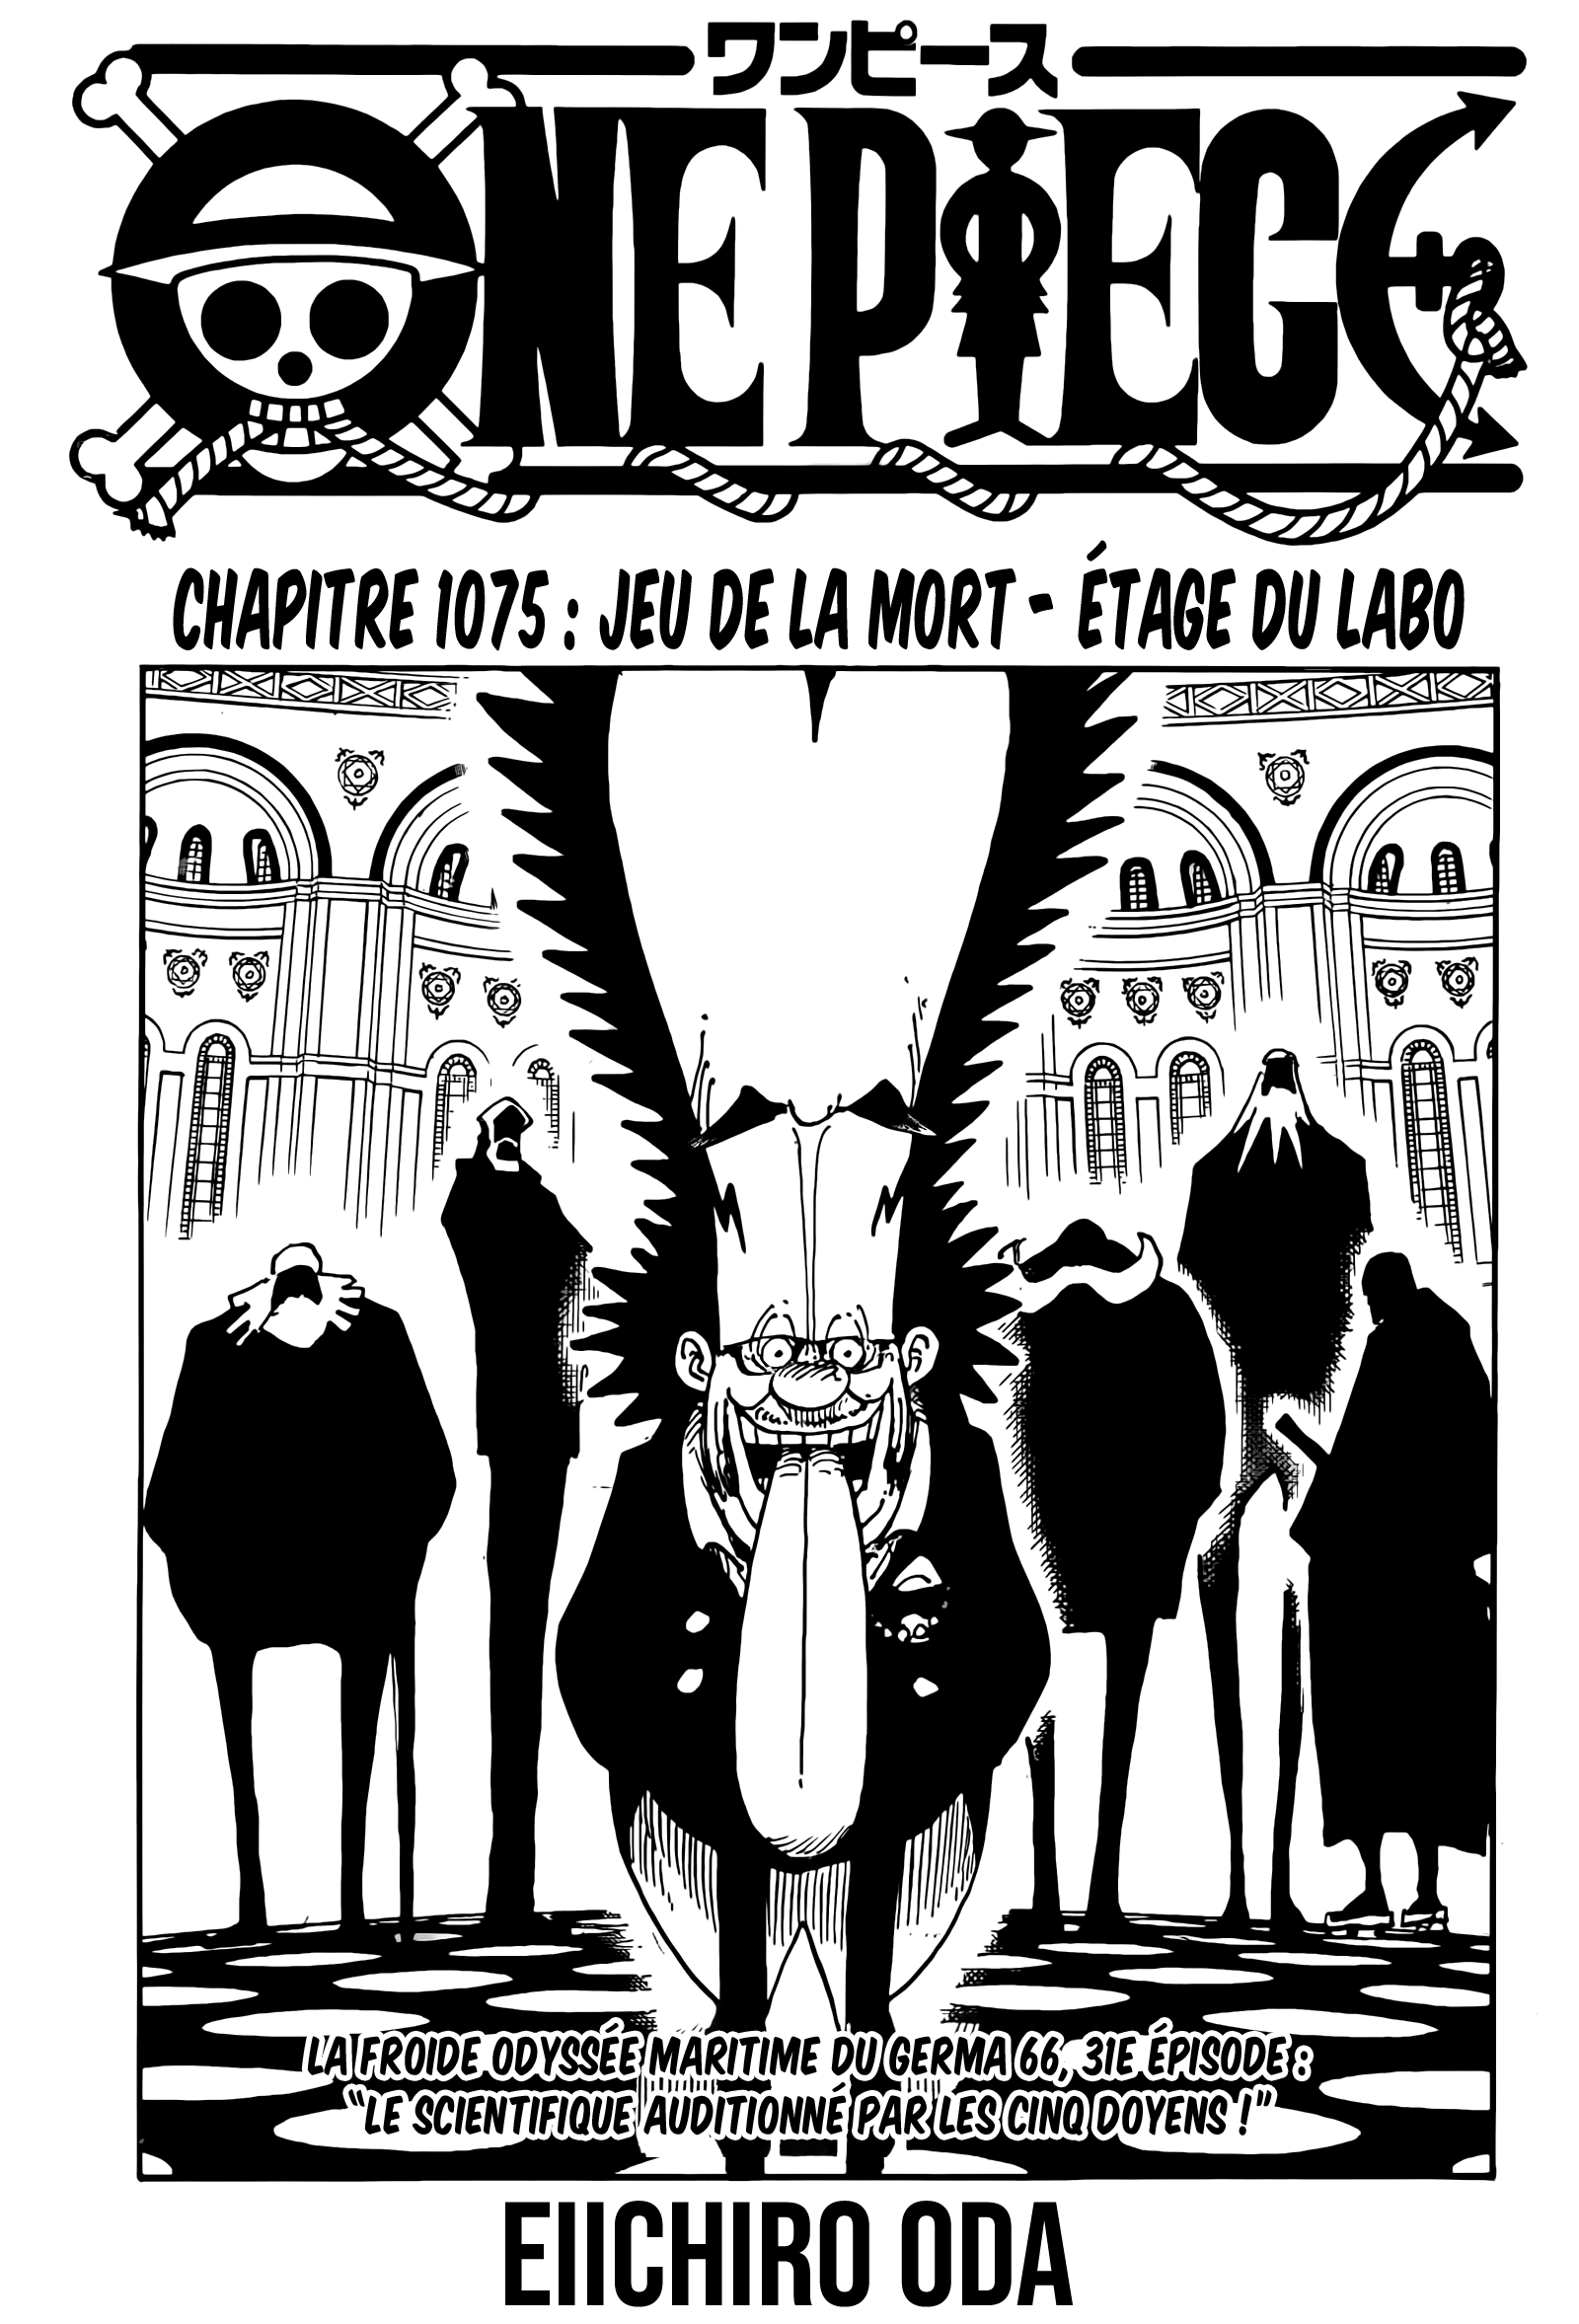 ワンピース
ONE PIECE
CHAPITRE 1075 : JEU DE LA MORT - ÉTAGE DU LABO
LA FROIDE ODYSSÉE MARITIME DU GERMA 66, 31E ÉPISODE :
"LE SCIENTIFIQUE AUDITIONNÉ PAR LES CINQ DOYENS !"
EIICHIRO ODA